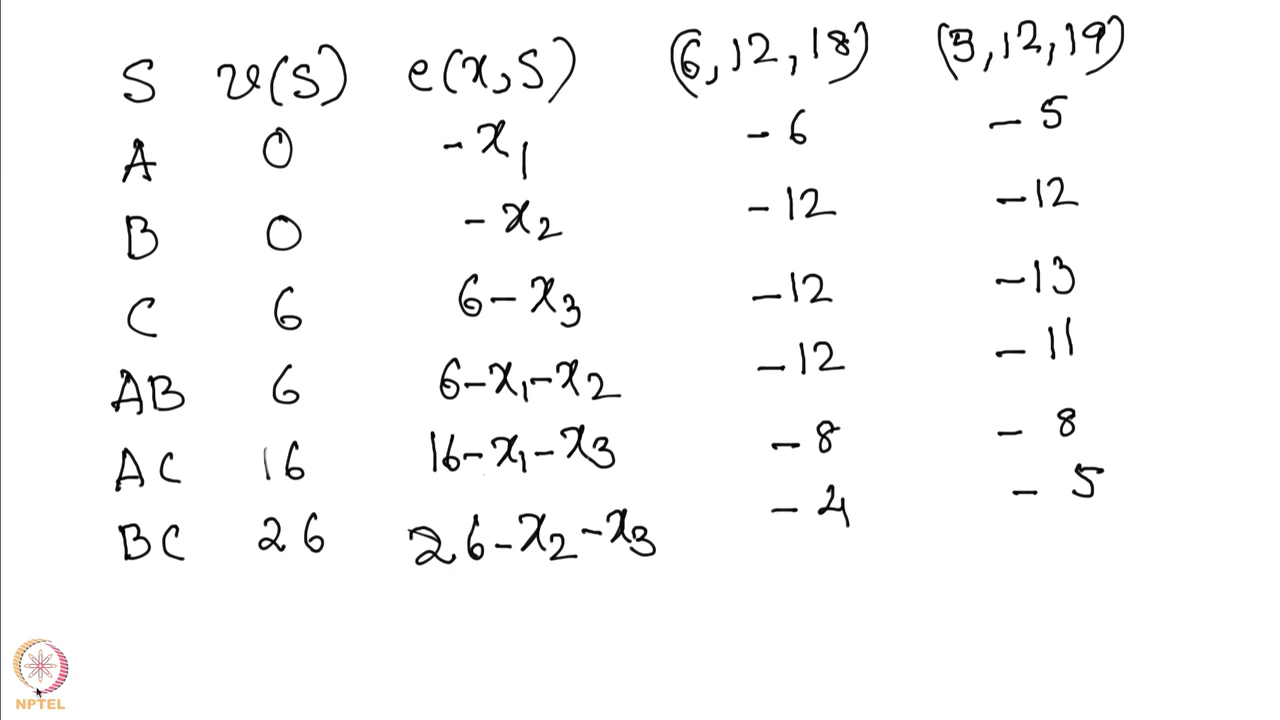 S v(S) e(x,S) (6,12,18) (5,12,19)
A 0 -x₁ -6 -5
B 0 -x₂ -12 -12
C 6 6-x₃ -12 -13
AB 6 6-x₁-x₂ -12 -11
AC 16 16-x₁-x₃ -8 -8
BC 26 26-x₂-x₃ -4 -5
NPTEL